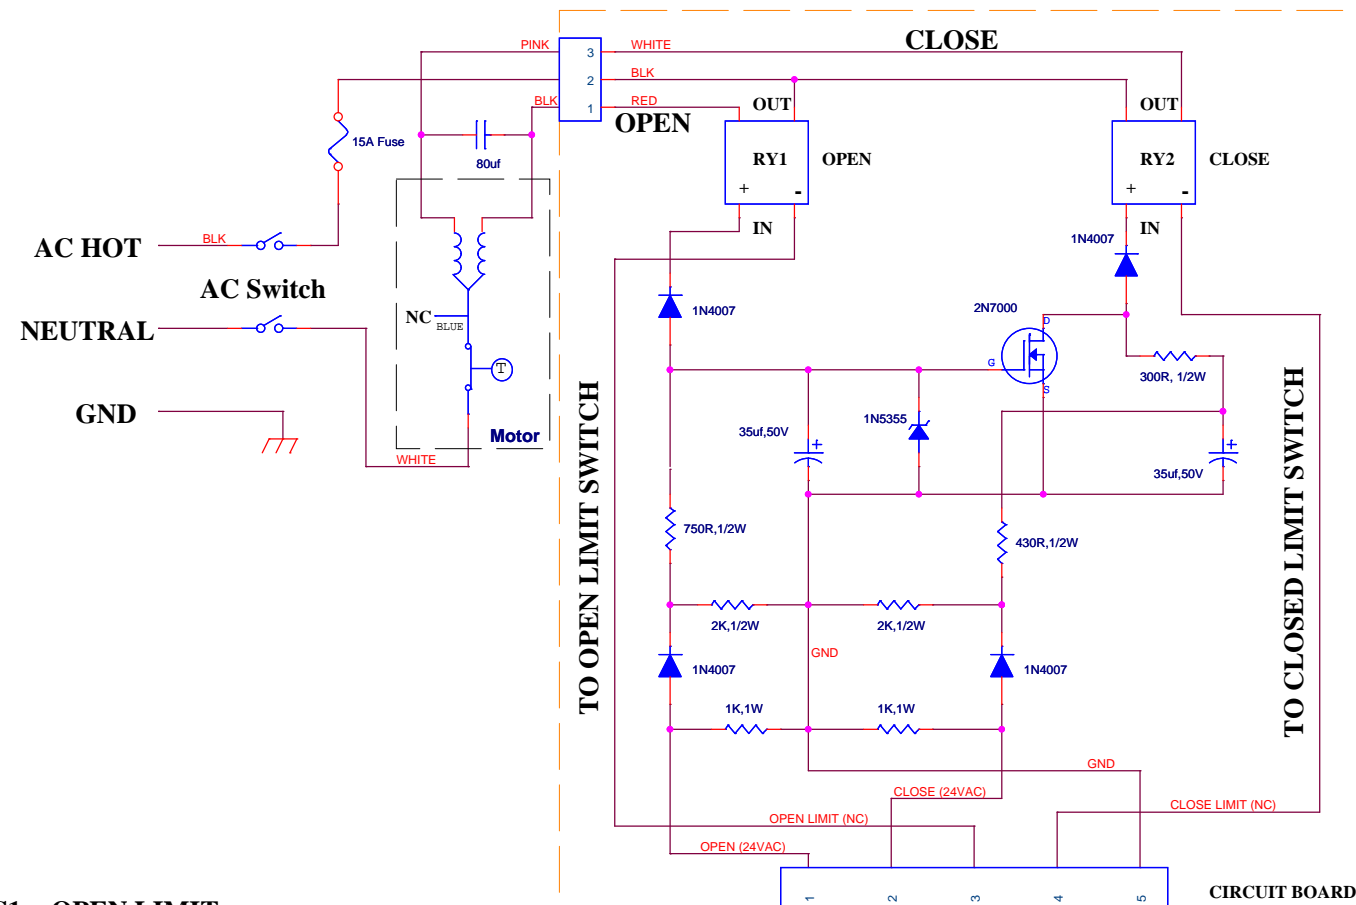 CLOSE
PINK
3
WHITE
2
BLK
BLK
1
RED
OPEN
OUT
OUT
15A Fuse
80uf
RY1
OPEN
RY2
CLOSE
+
-
+
-
IN
IN
AC HOT
BLK
1N4007
AC Switch
NC
BLUE
1N4007
2N7000
D
NEUTRAL
G
S
T
300R, 1/2W
GND
Motor
WHITE
35uf,50V
+
1N5355
+
35uf,50V
TO OPEN LIMIT SWITCH
TO CLOSED LIMIT SWITCH
750R,1/2W
430R,1/2W
2K,1/2W
2K,1/2W
GND
1N4007
1N4007
1K,1W
1K,1W
GND
CLOSE (24VAC)
CLOSE LIMIT (NC)
OPEN LIMIT (NC)
OPEN (24VAC)
1
2
3
4
5
CIRCUIT BOARD